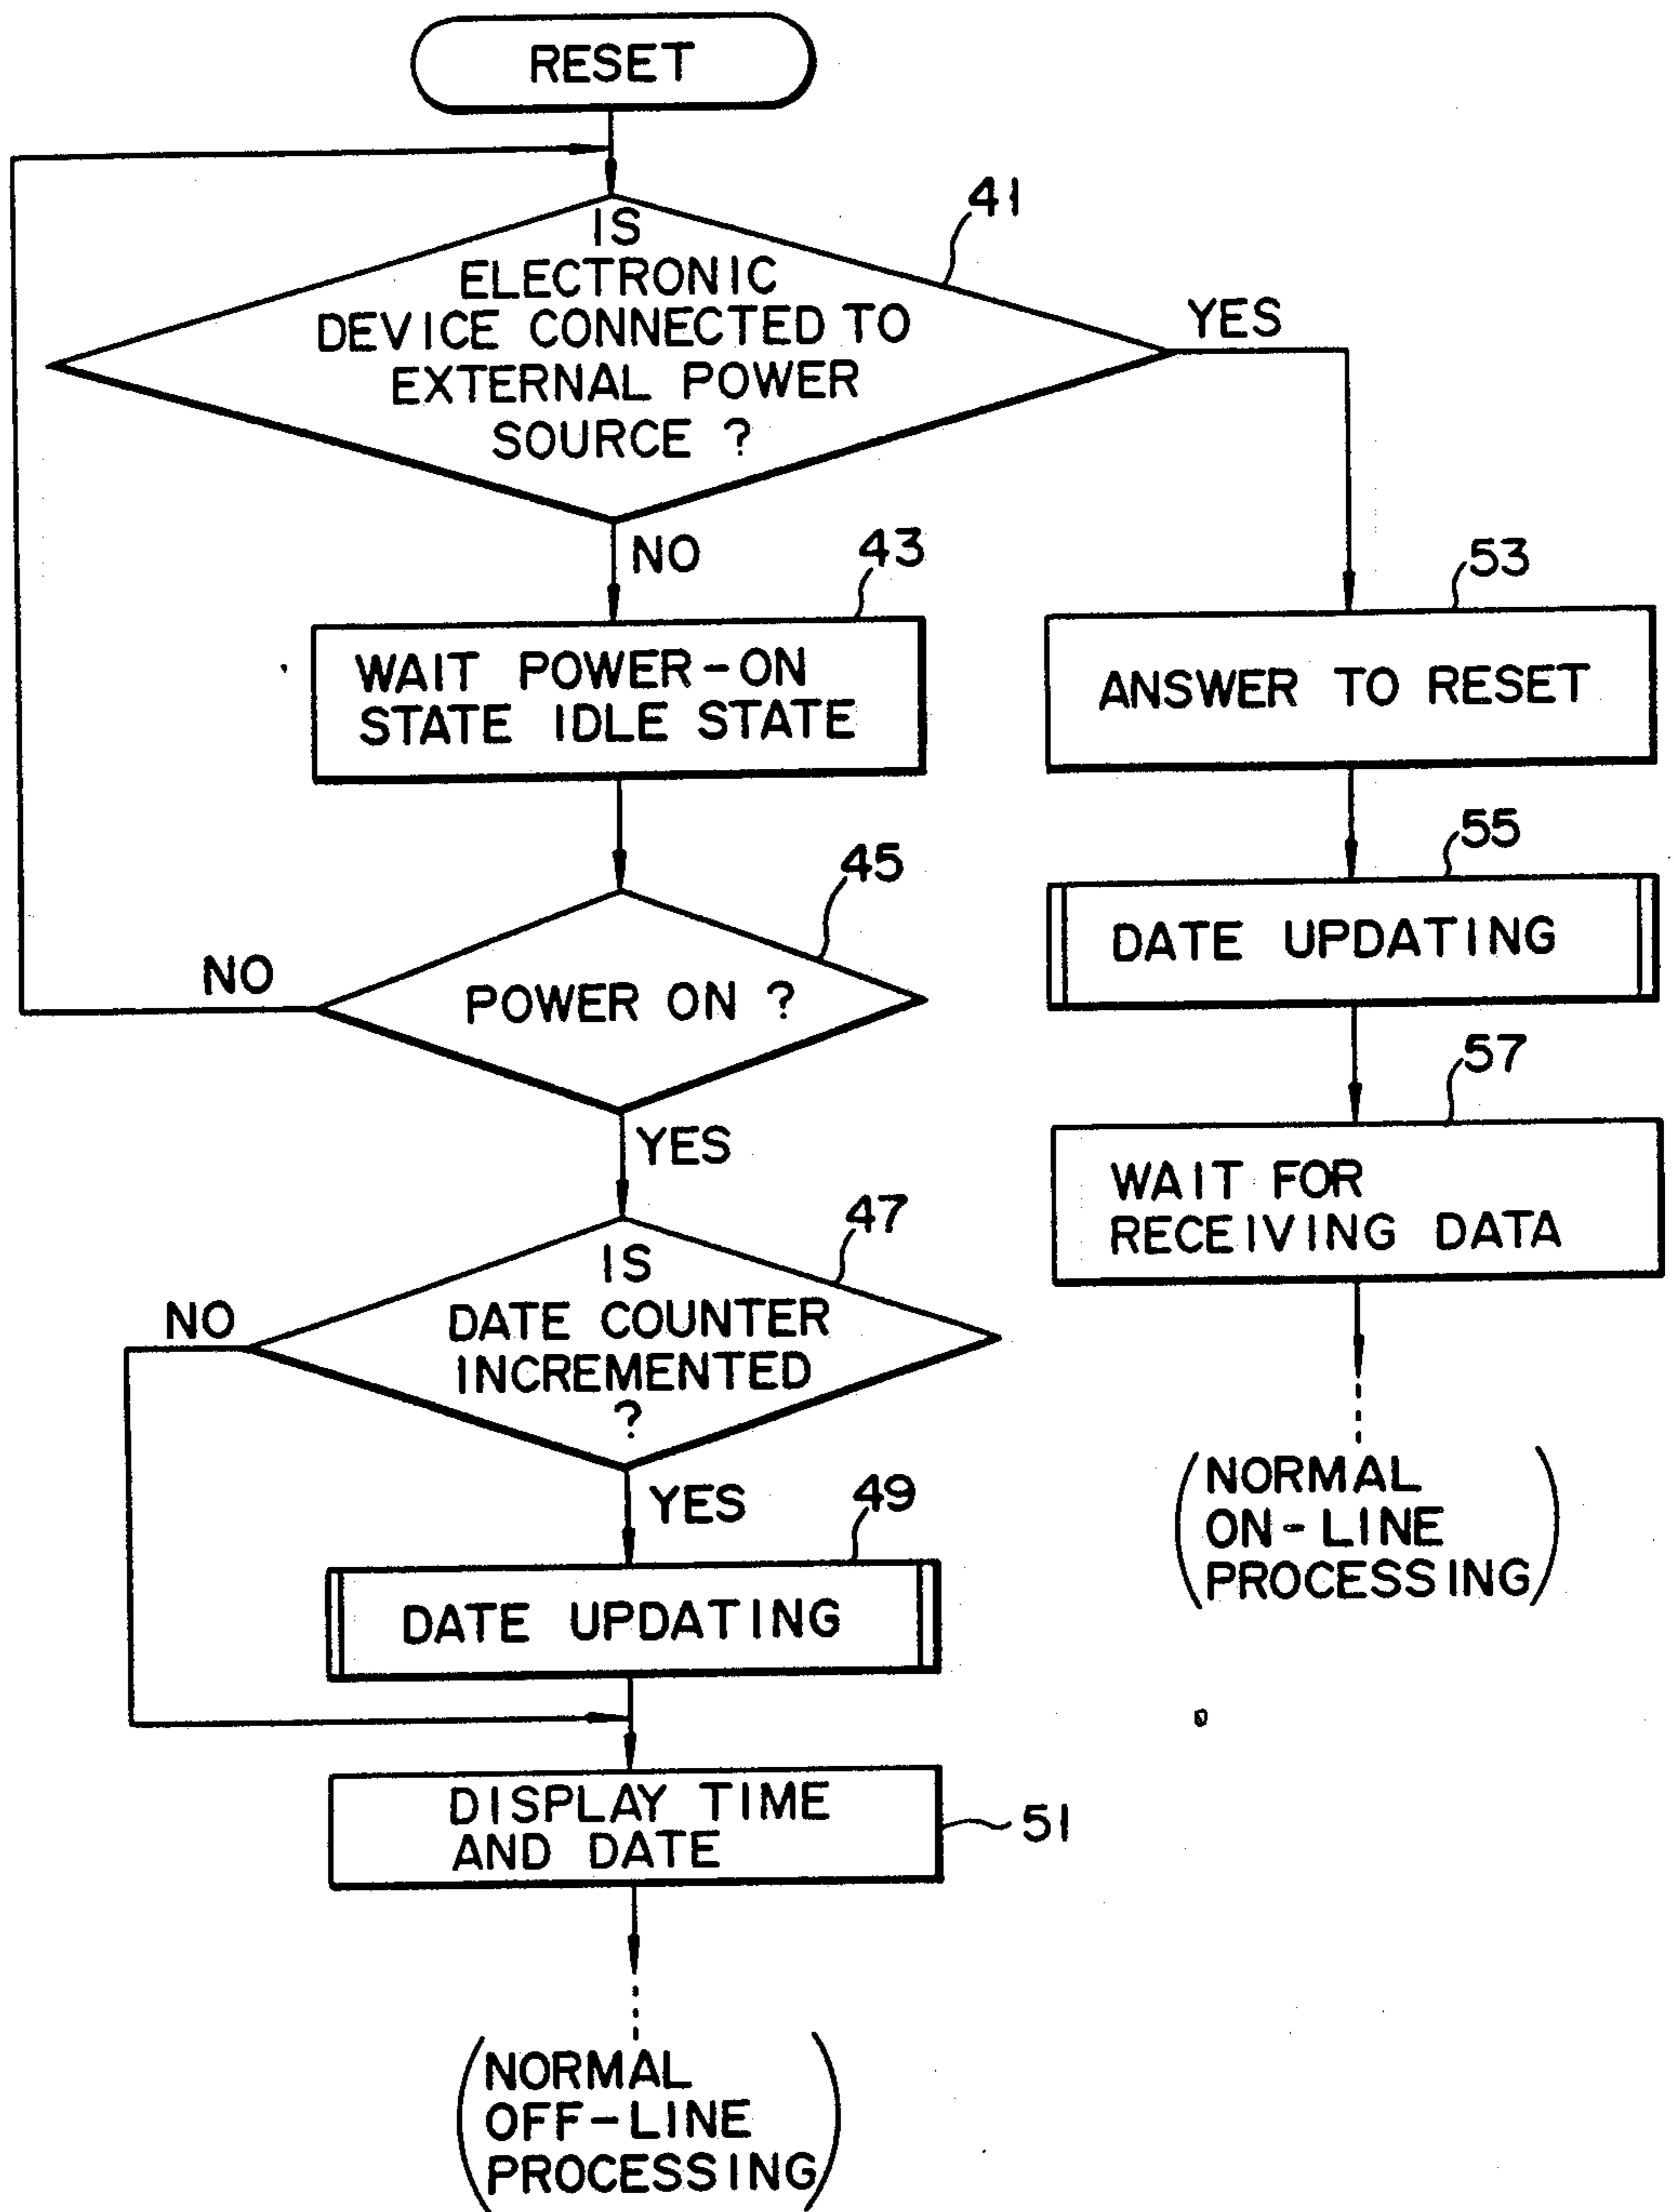 RESET
41
IS
ELECTRONIC
DEVICE CONNECTED TO
EXTERNAL POWER
SOURCE ?
YES
NO
43
WAIT POWER-ON
STATE IDLE STATE
53
ANSWER TO RESET
45
POWER ON ?
NO
YES
55
DATE UPDATING
57
WAIT FOR
RECEIVING DATA
47
IS
DATE COUNTER
INCREMENTED
?
NO
YES
(NORMAL
ON-LINE
PROCESSING)
49
DATE UPDATING
DISPLAY TIME
AND DATE
51
(NORMAL
OFF-LINE
PROCESSING)